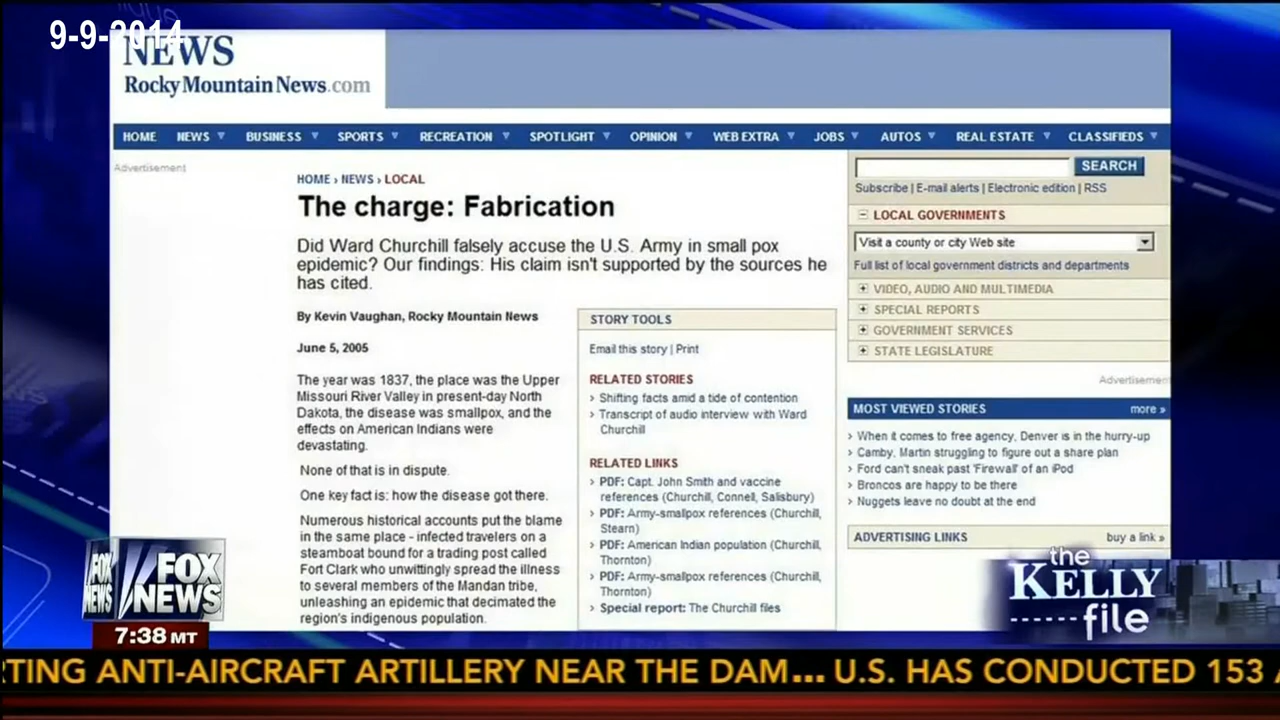 9-9-2014
NEWS
RockyMountainNews.com
HOME NEWS BUSINESS SPORTS RECREATION SPOTLIGHT OPINION WEB EXTRA JOBS AUTOS REAL ESTATE CLASSIFIEDS
Advertisement
HOME › NEWS › LOCAL
The charge: Fabrication
Did Ward Churchill falsely accuse the U.S. Army in small pox
epidemic? Our findings: His claim isn't supported by the sources he
has cited.
By Kevin Vaughan, Rocky Mountain News
June 5, 2005
The year was 1837, the place was the Upper
Missouri River Valley in present-day North
Dakota, the disease was smallpox, and the
effects on American Indians were
devastating.
None of that is in dispute.
One key fact is: how the disease got there.
Numerous historical accounts put the blame
in the same place - infected travelers on a
steamboat bound for a trading post called
Fort Clark who unwittingly spread the illness
to several members of the Mandan tribe,
unleashing an epidemic that decimated the
region's indigenous population.
STORY TOOLS
Email this story | Print
RELATED STORIES
› Shifting facts amid a tide of contention
› Transcript of audio interview with Ward
Churchill
RELATED LINKS
› PDF: Capt. John Smith and vaccine
references (Churchill, Connell, Salisbury)
› PDF: Army-smallpox references (Churchill,
Stearn)
› PDF: American Indian population (Churchill,
Thornton)
› PDF: Army-smallpox references (Churchill,
Thornton)
› Special report: The Churchill files
SEARCH
Subscribe | E-mail alerts | Electronic edition | RSS
LOCAL GOVERNMENTS
Visit a county or city Web site
Full list of local government districts and departments
VIDEO, AUDIO AND MULTIMEDIA
SPECIAL REPORTS
GOVERNMENT SERVICES
STATE LEGISLATURE
Advertisement
MOST VIEWED STORIES more »
› When it comes to free agency, Denver is in the hurry-up
› Camby, Martin struggling to figure out a share plan
› Ford can't sneak past 'Firewall' of an iPod
› Broncos are happy to be there
› Nuggets leave no doubt at the end
ADVERTISING LINKS buy a link »
the
KELLY
file
FOX
NEWS
FOX
NEWS
7:38 MT
RTING ANTI-AIRCRAFT ARTILLERY NEAR THE DAM... U.S. HAS CONDUCTED 153